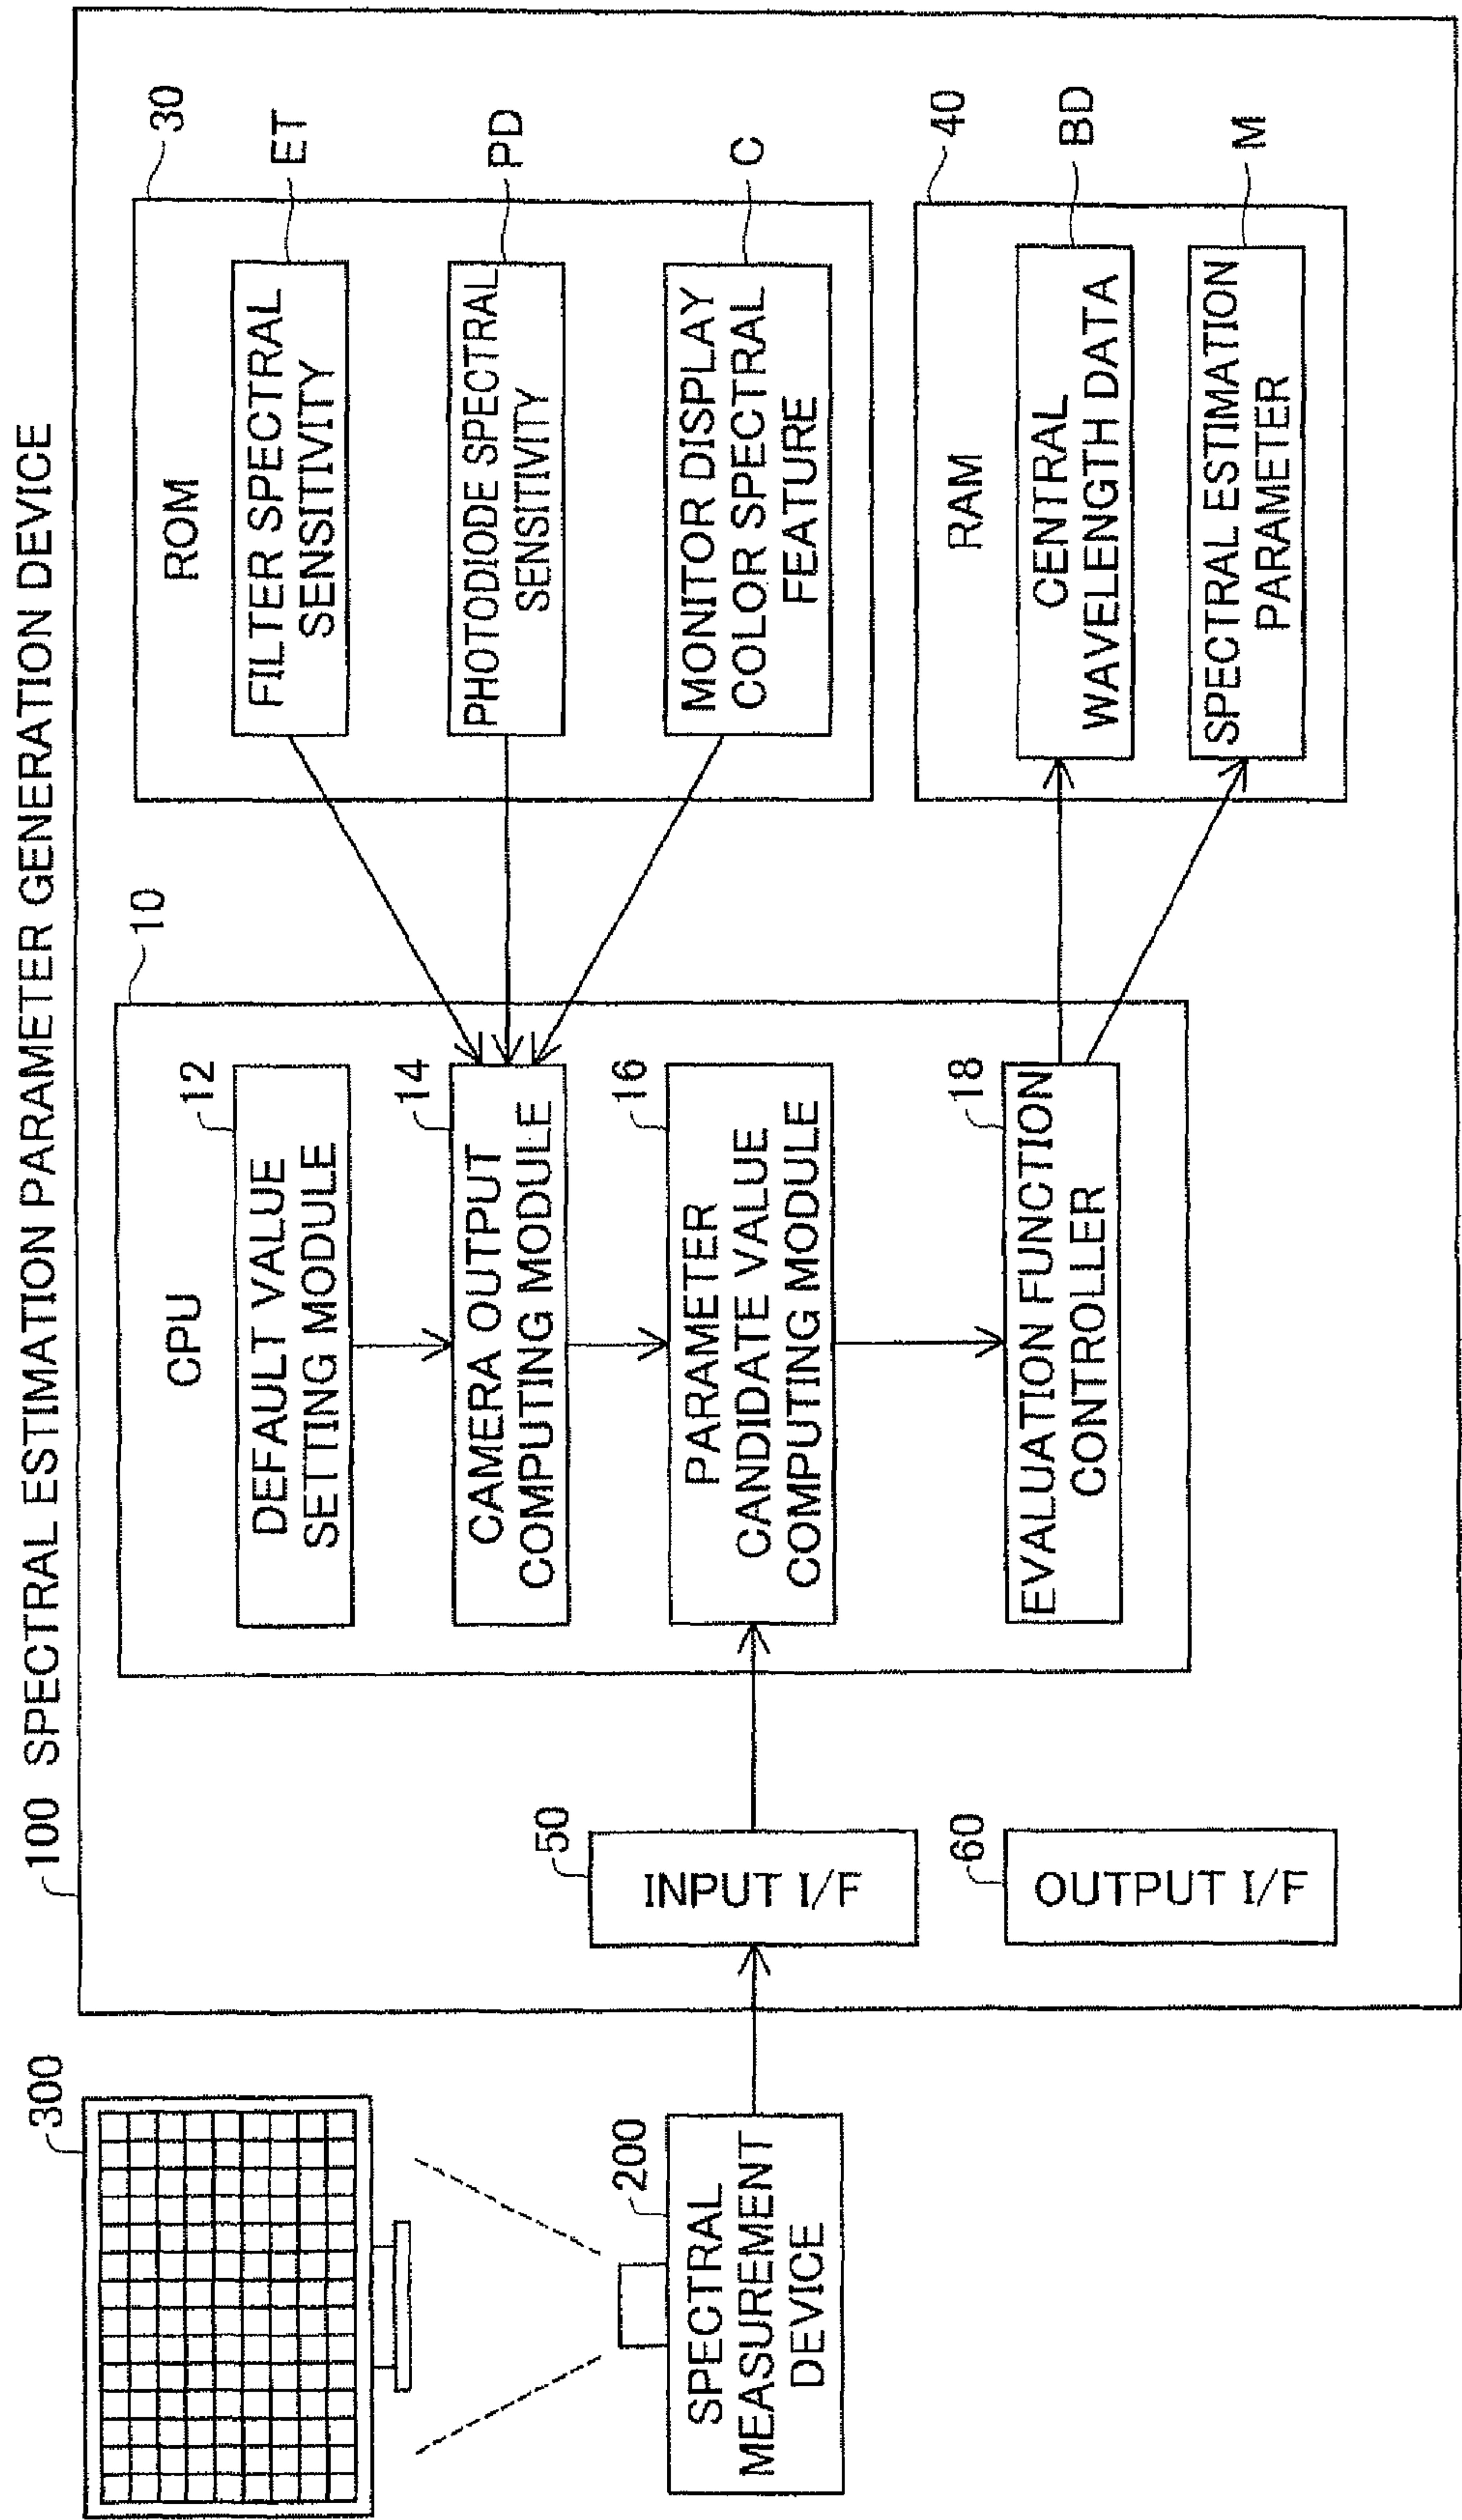 100 SPECTRAL ESTIMATION PARAMETER GENERATION DEVICE
300
200
SPECTRAL
MEASUREMENT
DEVICE
50
INPUT I/F
60
OUTPUT I/F
10
CPU
12
DEFAULT VALUE
SETTING MODULE
14
CAMERA OUTPUT
COMPUTING MODULE
16
PARAMETER
CANDIDATE VALUE
COMPUTING MODULE
18
EVALUATION FUNCTION
CONTROLLER
30
ROM
FILTER SPECTRAL
SENSITIVITY
ET
PHOTODIODE SPECTRAL
SENSITIVITY
PD
MONITOR DISPLAY
COLOR SPECTRAL
FEATURE
C
40
RAM
CENTRAL
WAVELENGTH DATA
BD
SPECTRAL ESTIMATION
PARAMETER
M